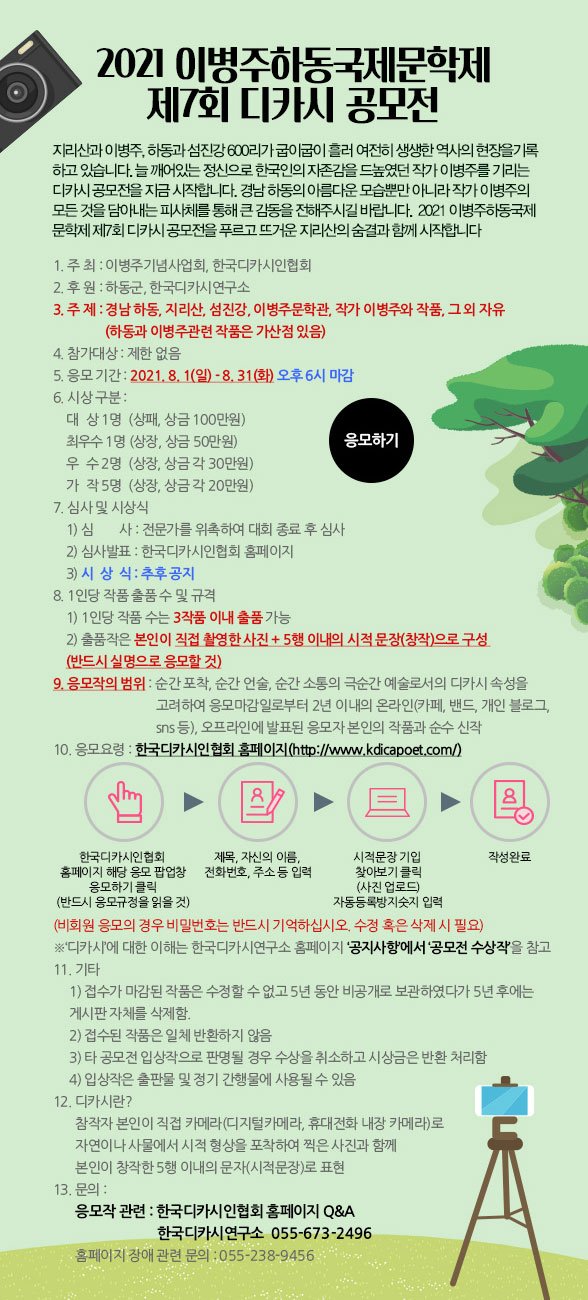 2021 이병주하동국제문학제
제7회 디카시 공모전
지리산과 이병주, 하동과 섬진강 600리가 굽이굽이 흘러 여전히 생생한 역사의 현장을기록
하고 있습니다. 늘 깨어있는 정신으로 한국인의 자존감을 드높였던 작가 이병주를 기리는
디카시 공모전을 지금 시작합니다. 경남 하동의 아름다운 모습뿐만 아니라 작가 이병주의
모든 것을 담아내는 피사체를 통해 큰 감동을 전해주시길 바랍니다. 2021 이병주하동국제
문학제 제7회 디카시 공모전을 푸르고 뜨거운 지리산의 숨결과 함께 시작합니다
1. 주 최 : 이병주기념사업회, 한국디카시인협회
2. 후 원 : 하동군, 한국디카시연구소
3. 주 제 : 경남 하동, 지리산, 섬진강, 이병주문학관, 작가 이병주와 작품, 그 외 자유
(하동과 이병주관련 작품은 가산점 있음)
4. 참가대상 : 제한 없음
5. 응모 기간 : 2021. 8. 1(일) - 8. 31(화) 오후 6시 마감
6. 시상 구분 :
대 상 1명 (상패, 상금 100만원)
최우수 1명 (상장, 상금 50만원)
우 수 2명 (상장, 상금 각 30만원)
가 작 5명 (상장, 상금 각 20만원)
응모하기
7. 심사 및 시상식
1) 심 사 : 전문가를 위촉하여 대회 종료 후 심사
2) 심사발표 : 한국디카시인협회 홈페이지
3) 시 상 식 : 추후 공지
8. 1인당 작품 출품 수 및 규격
1) 1인당 작품 수는 3작품 이내 출품 가능
2) 출품작은 본인이 직접 촬영한 사진 + 5행 이내의 시적 문장(창작)으로 구성
(반드시 실명으로 응모할 것)
9. 응모작의 범위 : 순간 포착, 순간 언술, 순간 소통의 극순간 예술로서의 디카시 속성을
고려하여 응모마감일로부터 2년 이내의 온라인(카페, 밴드, 개인 블로그,
sns 등), 오프라인에 발표된 응모자 본인의 작품과 순수 신작
10. 응모요령 : 한국디카시인협회 홈페이지(http://www.kdicapoet.com/)
한국디카시인협회
홈페이지 해당 응모 팝업창
응모하기 클릭
(반드시 응모규정을 읽을 것)
제목, 자신의 이름,
전화번호, 주소 등 입력
시적문장 기입
찾아보기 클릭
(사진 업로드)
자동등록방지숫자 입력
작성완료
(비회원 응모의 경우 비밀번호는 반드시 기억하십시오. 수정 혹은 삭제 시 필요)
※'디카시'에 대한 이해는 한국디카시연구소 홈페이지 '공지사항'에서 '공모전 수상작'을 참고
11. 기타
1) 접수가 마감된 작품은 수정할 수 없고 5년 동안 비공개로 보관하였다가 5년 후에는
게시판 자체를 삭제함.
2) 접수된 작품은 일체 반환하지 않음
3) 타 공모전 입상작으로 판명될 경우 수상을 취소하고 시상금은 반환 처리함
4) 입상작은 출판물 및 정기 간행물에 사용될 수 있음
12. 디카시란?
창작자 본인이 직접 카메라(디지털카메라, 휴대전화 내장 카메라)로
자연이나 사물에서 시적 형상을 포착하여 찍은 사진과 함께
본인이 창작한 5행 이내의 문자(시적문장)로 표현
13. 문의 :
응모작 관련 : 한국디카시인협회 홈페이지 Q&A
한국디카시연구소 055-673-2496
홈페이지 장애 관련 문의 : 055-238-9456